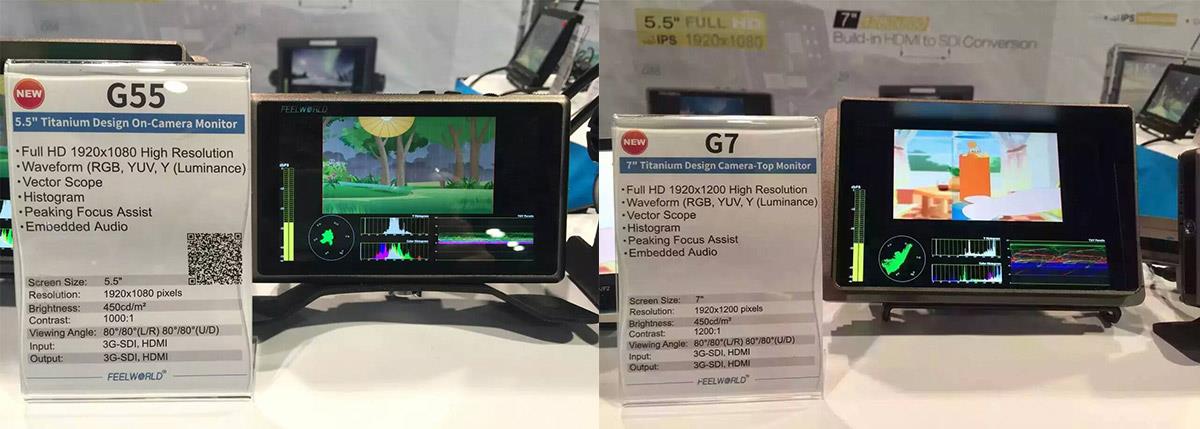 NEW
G55
5.5" Titanium Design On-Camera Monitor
•Full HD 1920x1080 High Resolution
•Waveform (RGB, YUV, Y (Luminance)
•Vector Scope
•Histogram
•Peaking Focus Assist
•Embedded Audio
Screen Size: 5.5"
Resolution: 1920x1080 pixels
Brightness: 450cd/m²
Contrast: 1000:1
Viewing Angle: 80°/80°(L/R) 80°/80°(U/D)
Input: 3G-SDI, HDMI
Output: 3G-SDI, HDMI
FEELWORLD
FEELWORLD
5.5" FULL HD
IPS 1920x1080
7"
Build-in HDMI to SDI Conversion
IPS
NEW
G7
7" Titanium Design Camera-Top Monitor
•Full HD 1920x1200 High Resolution
•Waveform (RGB, YUV, Y (Luminance)
•Vector Scope
•Histogram
•Peaking Focus Assist
•Embedded Audio
Screen Size: 7"
Resolution: 1920x1200 pixels
Brightness: 450cd/m²
Contrast: 1200:1
Viewing Angle: 80°/80°(L/R) 80°/80°(U/D)
Input: 3G-SDI, HDMI
Output: 3G-SDI, HDMI
FEELWORLD